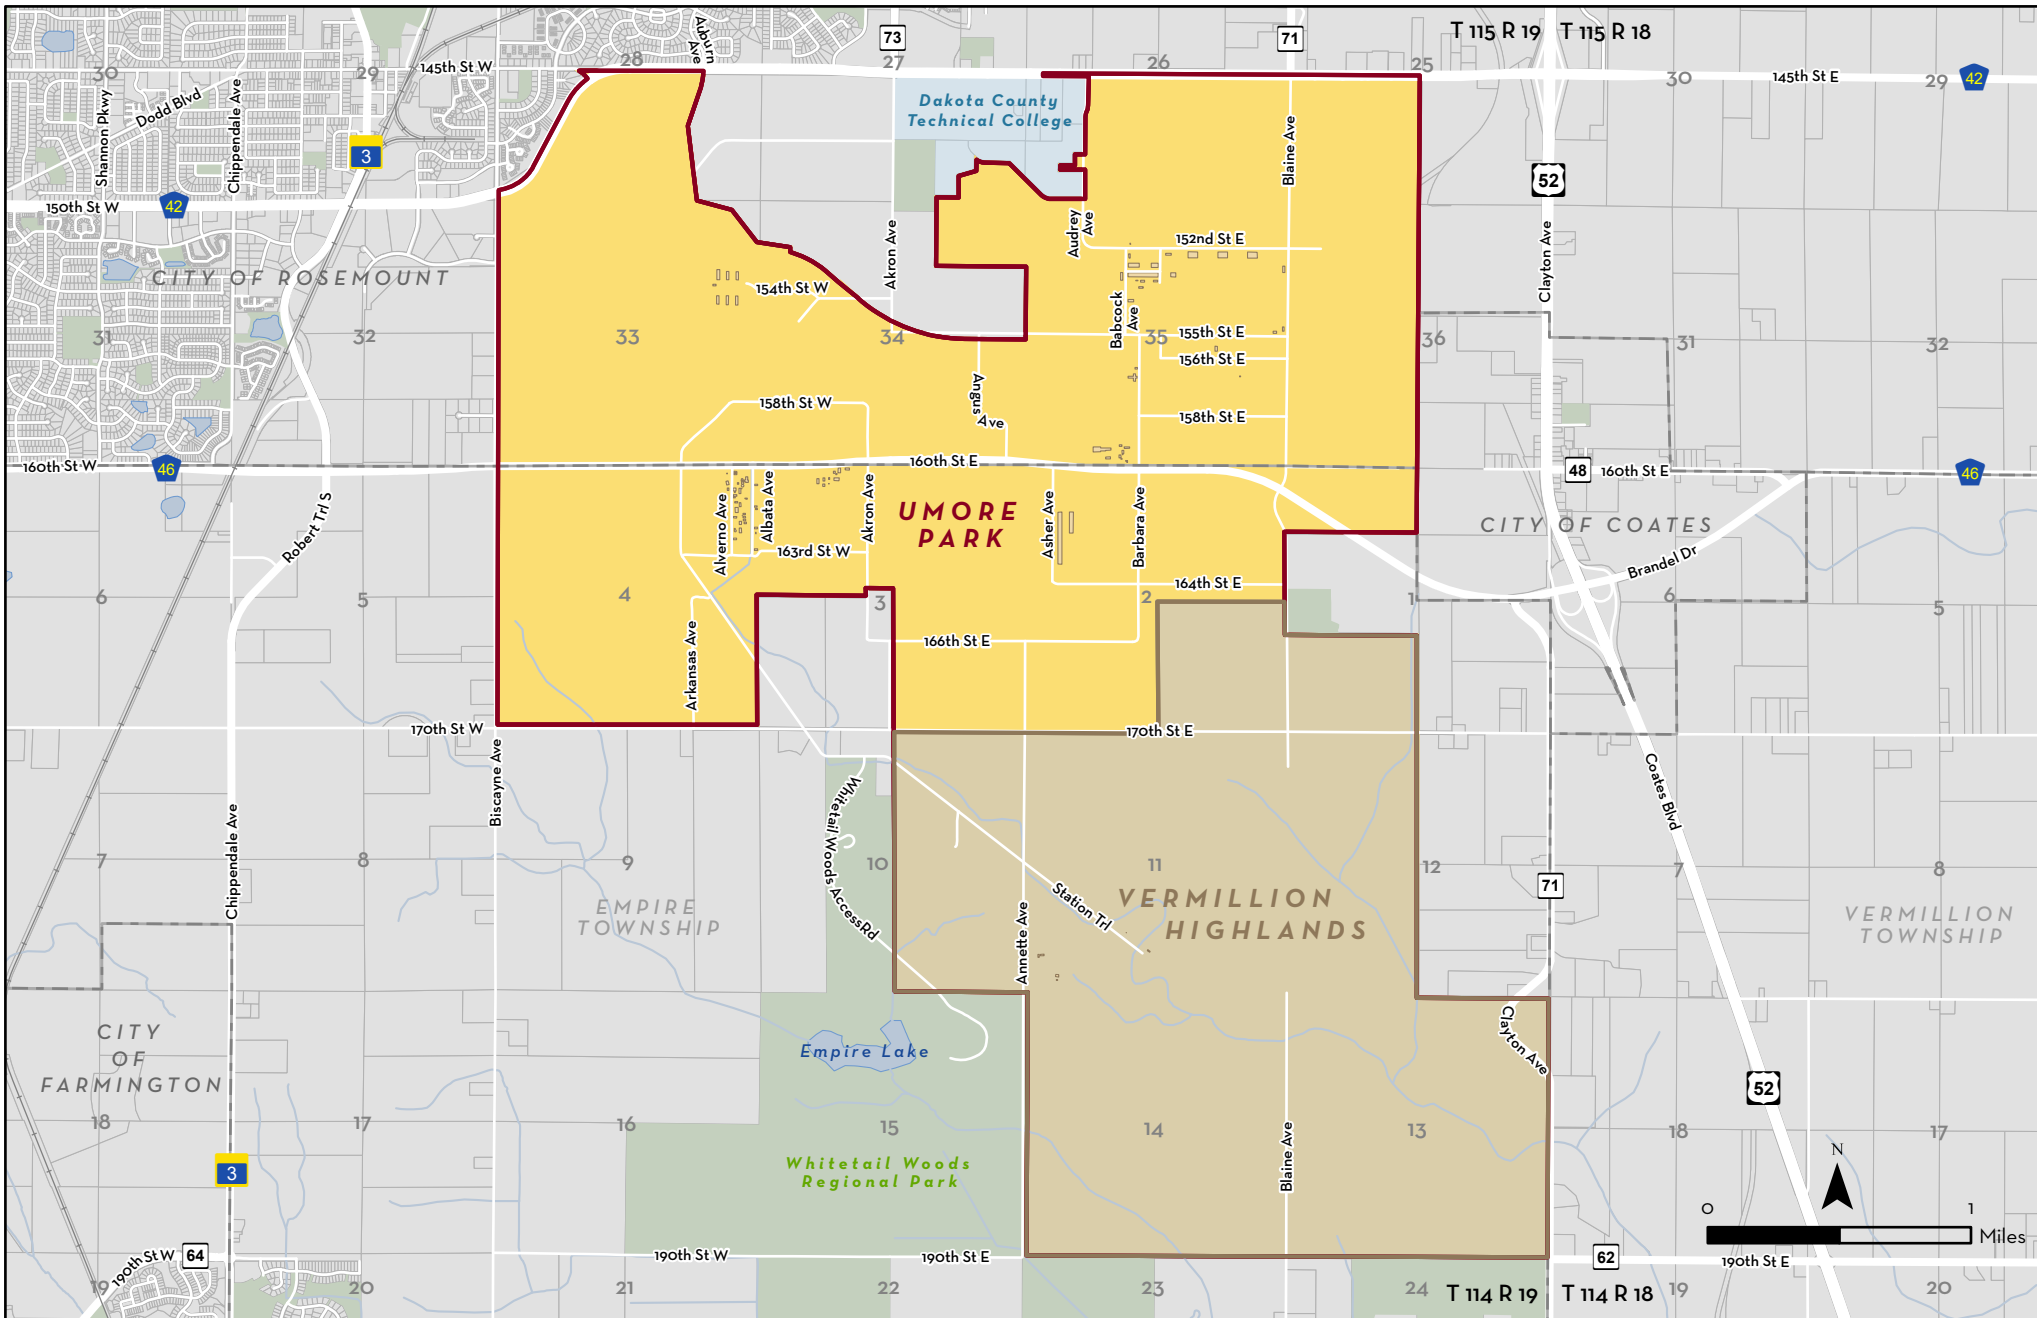 T 115 R 19
T 115 R 18
73
71
Auburn
Ave
28
27
26
25
30
29
145th St W
30
145th St E
29
42
Shannon Pkwy
Dodd Blvd
Chippendale Ave
3
Dakota County
Technical College
Blaine Ave
52
150th St W
42
Audrey
Ave
152nd St E
Akron Ave
Clayton Ave
CITY OF ROSEMOUNT
154th St W
Babcock
Ave
31
32
33
34
35
155th St E
156th St E
36
31
32
158th St W
Angus Ave
158th St E
160th St W
46
160th St E
48
160th St E
46
Robert Trl S
Alverno Ave
Albata Ave
Akron Ave
UMORE
PARK
Asher Ave
Barbara Ave
CITY OF COATES
163rd St W
Brandel Dr
164th St E
6
5
4
3
2
1
6
5
Arkansas Ave
166th St E
170th St W
170th St E
Biscayne Ave
Whitetail Woods Access Rd
Coates Blvd
Chippendale Ave
7
8
9
10
11
12
7
8
71
Station Trl
VERMILLION
HIGHLANDS
EMPIRE
TOWNSHIP
Annette Ave
VERMILLION
TOWNSHIP
CITY
OF
FARMINGTON
Empire Lake
Clayton Ave
52
18
17
16
15
14
13
18
17
Blaine Ave
3
Whitetail Woods
Regional Park
N
0
1
Miles
190th St W
64
190th St W
190th St E
62
190th St E
19
20
21
22
23
24
T 114 R 19
T 114 R 18
19
20